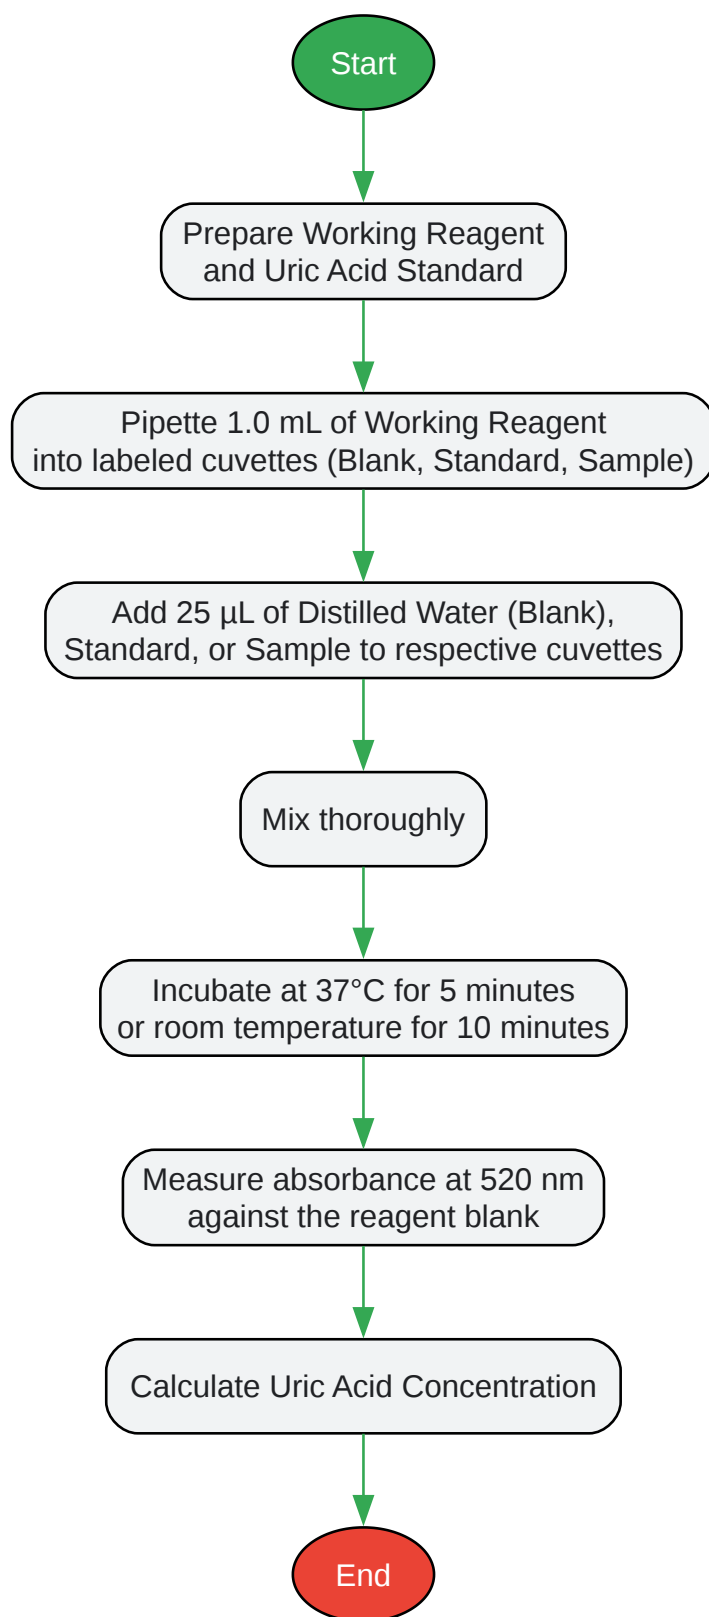 Start
Prepare Working Reagent
and Uric Acid Standard
Pipette 1.0 mL of Working Reagent
into labeled cuvettes (Blank, Standard, Sample)
Add 25 µL of Distilled Water (Blank),
Standard, or Sample to respective cuvettes
Mix thoroughly
Incubate at 37°C for 5 minutes
or room temperature for 10 minutes
Measure absorbance at 520 nm
against the reagent blank
Calculate Uric Acid Concentration
End